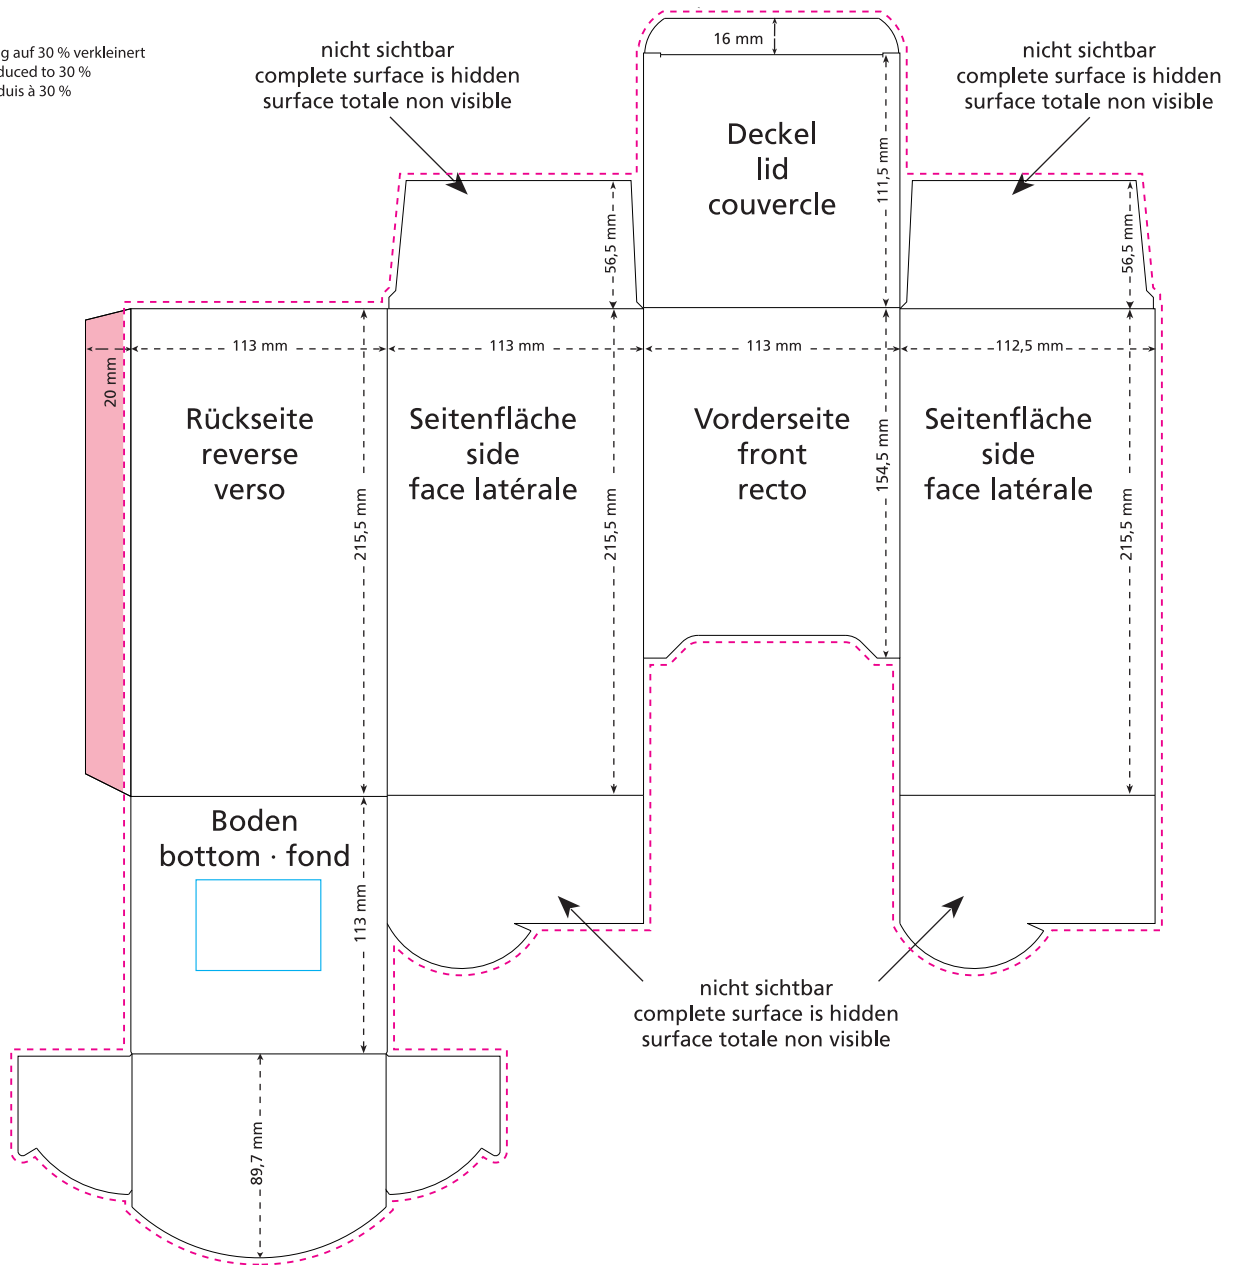 g auf 30 % verkleinert
duced to 30 %
duis à 30 %
nicht sichtbar
complete surface is hidden
surface totale non visible
16 mm
nicht sichtbar
complete surface is hidden
surface totale non visible
Deckel
lid
couvercle
111,5 mm
56,5 mm
56,5 mm
113 mm
113 mm
113 mm
112,5 mm
20 mm
Rückseite
reverse
verso
Seitenfläche
side
face latérale
Vorderseite
front
recto
Seitenfläche
side
face latérale
215,5 mm
215,5 mm
154,5 mm
215,5 mm
Boden
bottom · fond
113 mm
nicht sichtbar
complete surface is hidden
surface totale non visible
89,7 mm